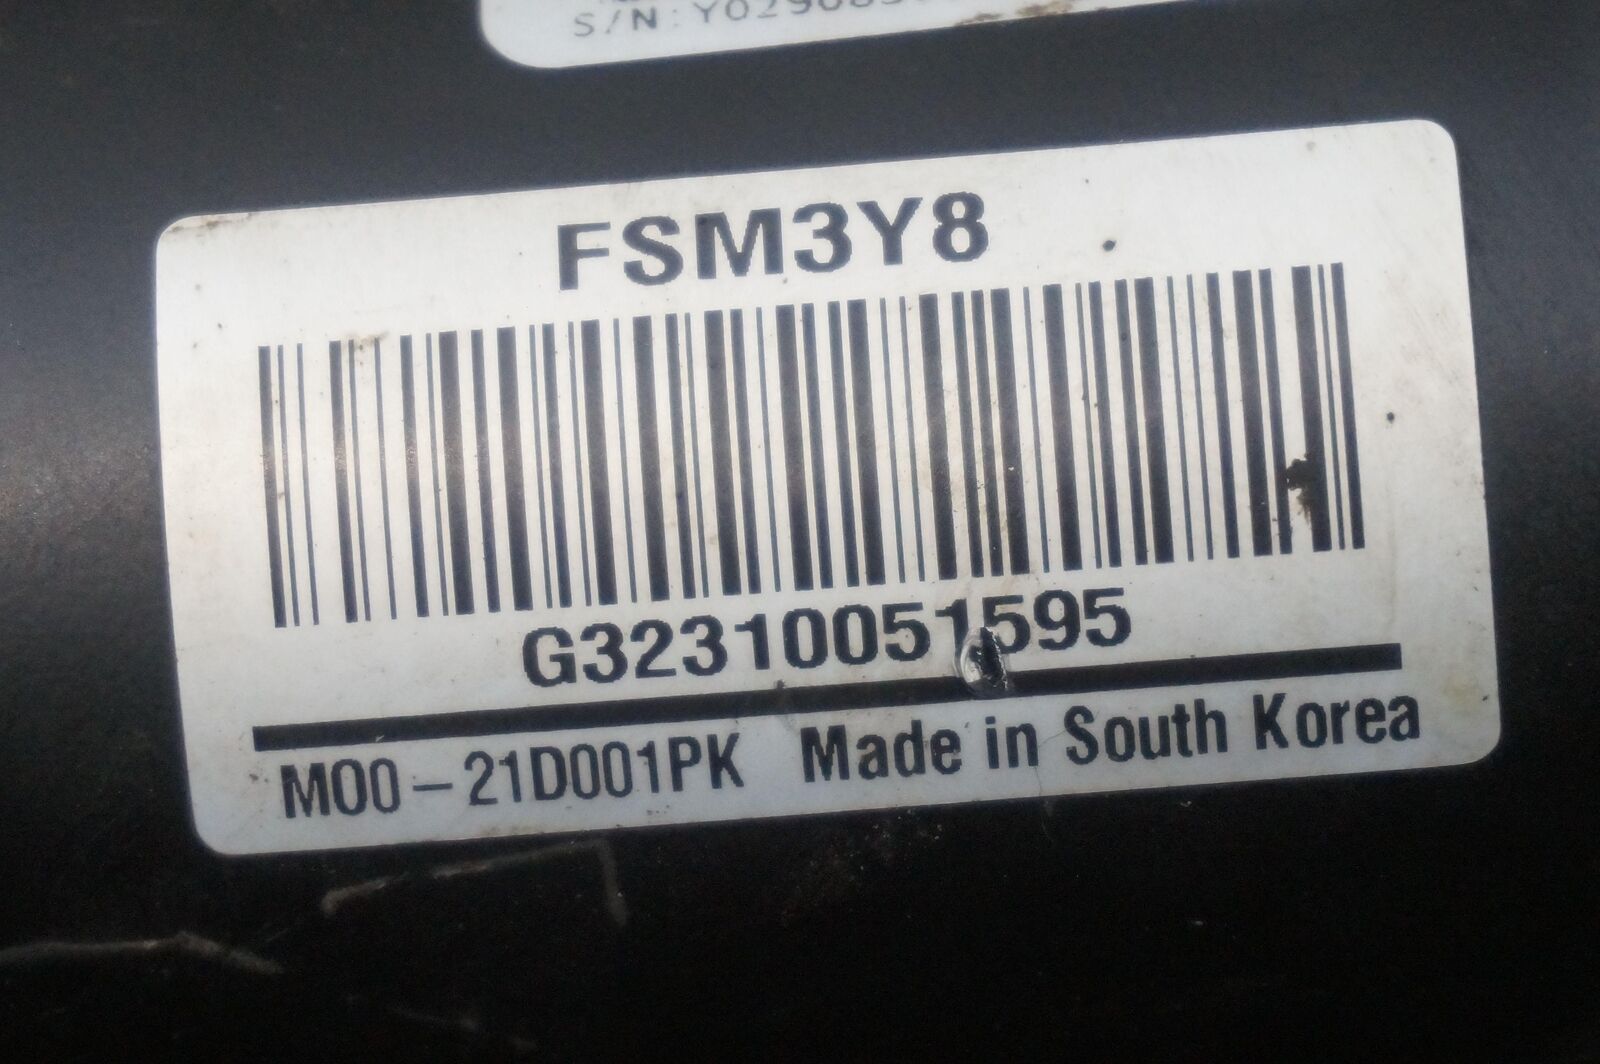 S/N:
FSM3Y8
G32310051595
M00-21D001PK Made in South Korea